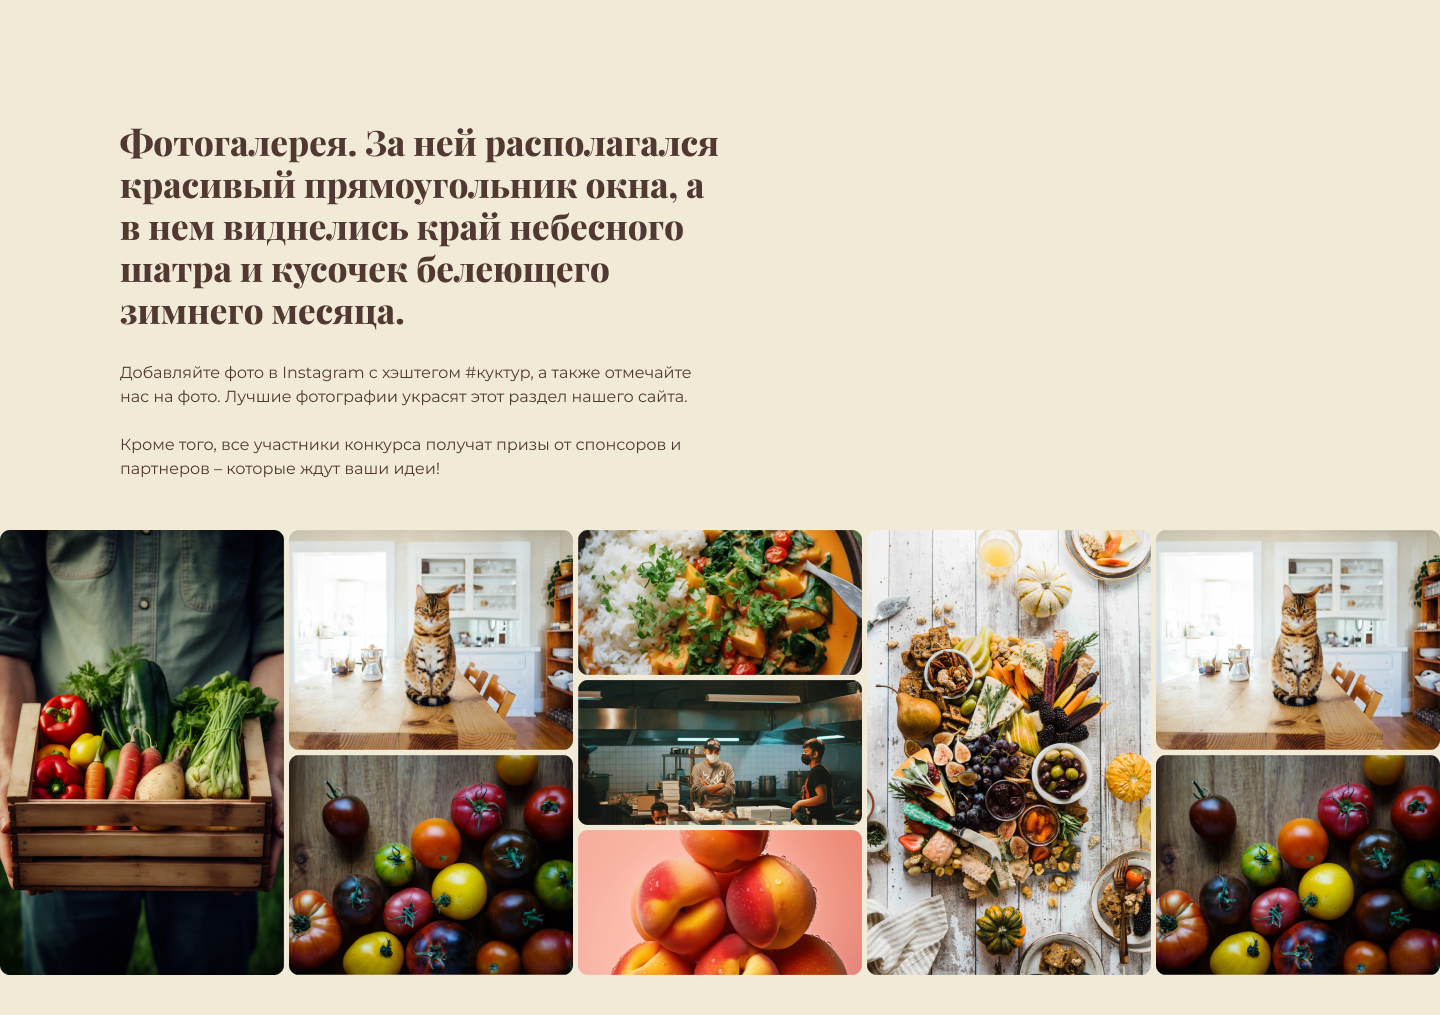 Фотогалерея. За ней располагался
красивый прямоугольник окна, а
в нем виднелись край небесного
шатра и кусочек белеющего
зимнего месяца.
Добавляйте фото в Instagram с хэштегом #куктур, а также отмечайте
нас на фото. Лучшие фотографии украсят этот раздел нашего сайта.
Кроме того, все участники конкурса получат призы от спонсоров и
партнеров – которые ждут ваши идеи!